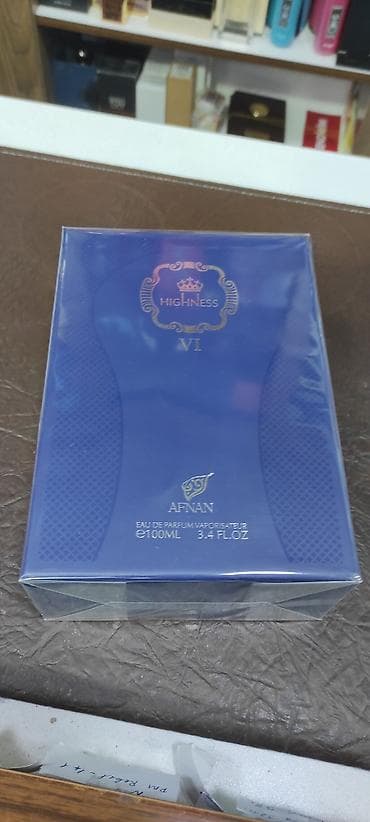 HIGHNESS
VI
AFNAN
EAU DE PARFUM VAPORISATEUR
℮100ML 3.4 FL.OZ